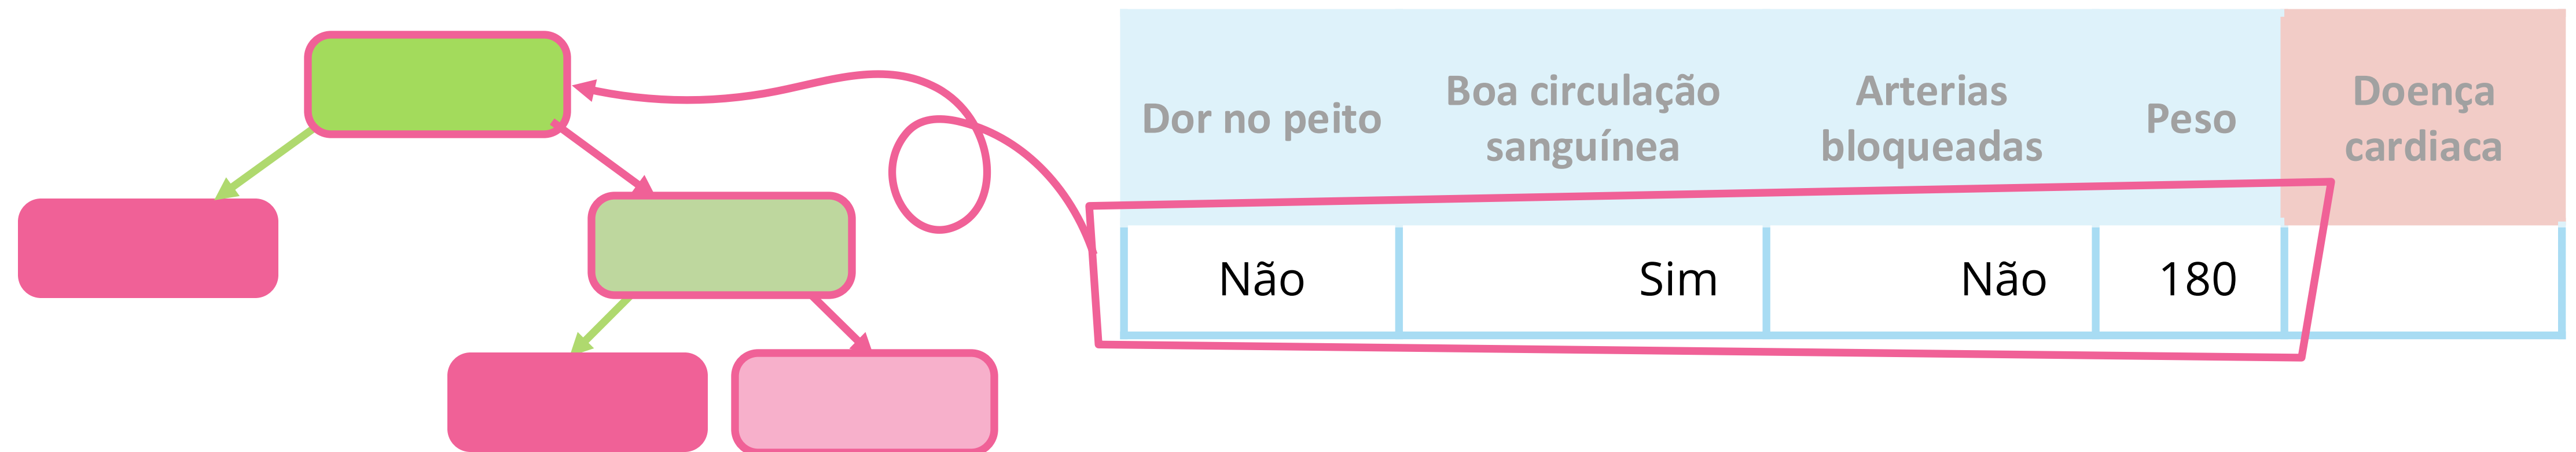 Dor no peito
Boa circulação
sanguínea
Arterias
bloqueadas
Peso
Doença
cardiaca
Não
Sim
Não
180